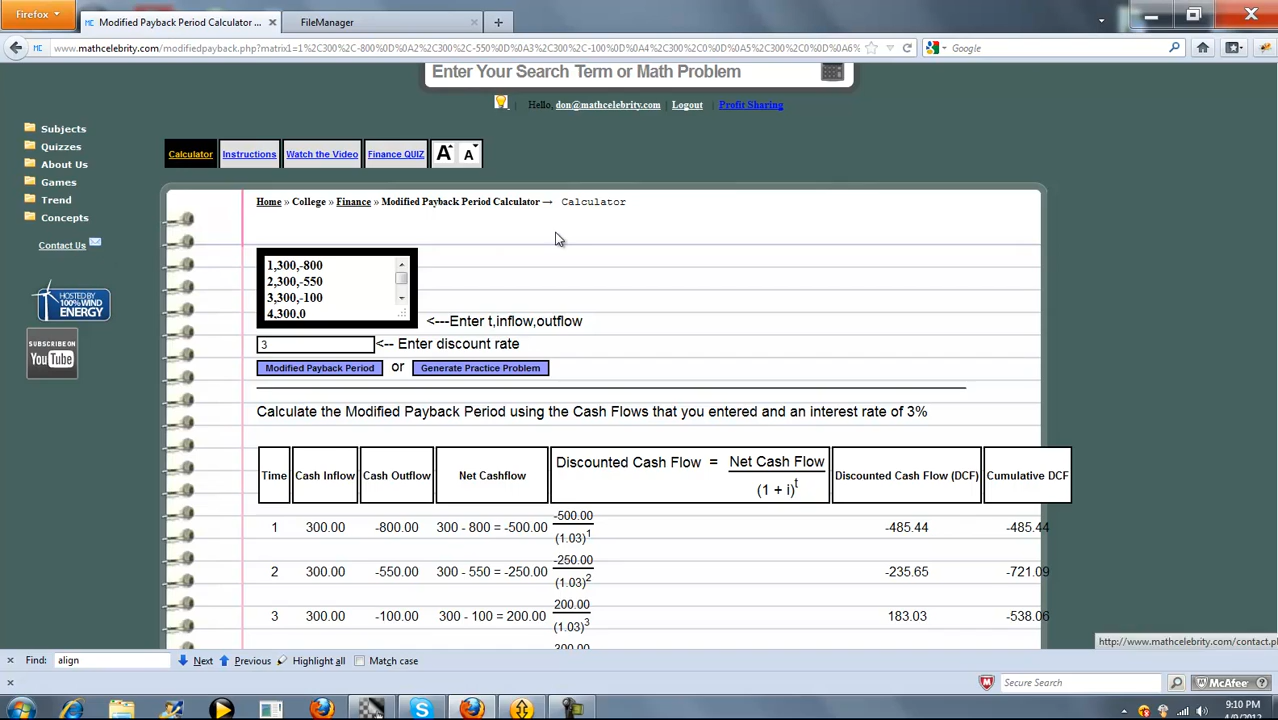 Firefox
Modified Payback Period Calculator ...
FileManager
www.mathcelebrity.com/modifiedpayback.php?matrix1=1%2C300%2C-800%0D%0A2%2C300%2C-550%0D%0A3%2C300%2C-100%0D%0A4%2C300%2C0%0D%0A5%2C300%2C0%0D%0A6%
Google
Enter Your Search Term or Math Problem
| Hello, don@mathcelebrity.com | Logout | Profit Sharing
Subjects
Quizzes
About Us
Games
Trend
Concepts
Contact Us
HOSTED BY
100% WIND
ENERGY
SUBSCRIBE ON
YouTube
Calculator Instructions Watch the Video Finance QUIZ A A
Home » College » Finance » Modified Payback Period Calculator → Calculator
1,300,-800
2,300,-550
3,300,-100
4,300,0
<---Enter t,inflow,outflow
3 <-- Enter discount rate
Modified Payback Period or Generate Practice Problem
Calculate the Modified Payback Period using the Cash Flows that you entered and an interest rate of 3%
Time Cash Inflow Cash Outflow Net Cashflow Discounted Cash Flow = Net Cash Flow / (1 + i)^t Discounted Cash Flow (DCF) Cumulative DCF
1 300.00 -800.00 300 - 800 = -500.00 -500.00 / (1.03)^1 -485.44 -485.44
2 300.00 -550.00 300 - 550 = -250.00 -250.00 / (1.03)^2 -235.65 -721.09
3 300.00 -100.00 300 - 100 = 200.00 200.00 / (1.03)^3 183.03 -538.06
http://www.mathcelebrity.com/contact.p
Find: align Next Previous Highlight all Match case
Secure Search McAfee
9:10 PM